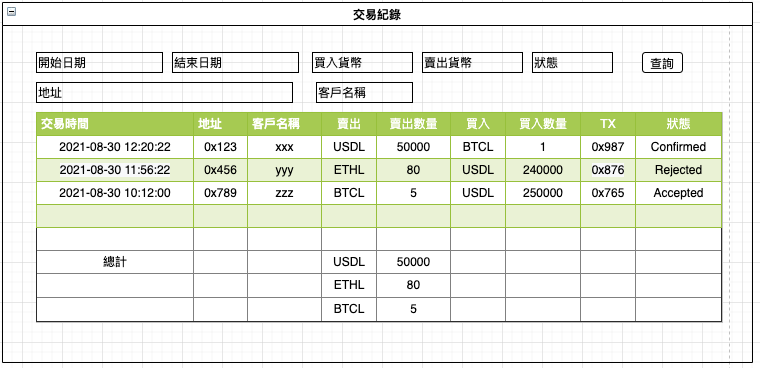 交易紀錄
開始日期 結束日期 買入貨幣 賣出貨幣 狀態 查詢
地址 客戶名稱
交易時間 地址 客戶名稱 賣出 賣出數量 買入 買入數量 TX 狀態
2021-08-30 12:20:22 0x123 xxx USDL 50000 BTCL 1 0x987 Confirmed
2021-08-30 11:56:22 0x456 yyy ETHL 80 USDL 240000 0x876 Rejected
2021-08-30 10:12:00 0x789 zzz BTCL 5 USDL 250000 0x765 Accepted
總計 USDL 50000
ETHL 80
BTCL 5